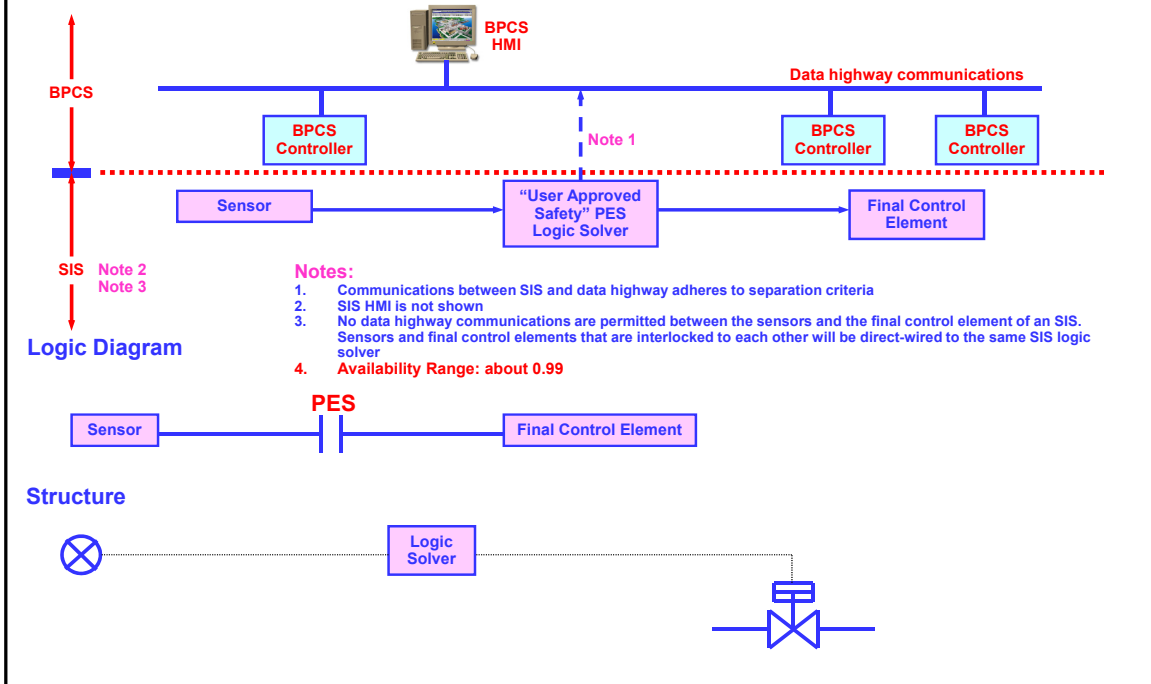 BPCS
HMI
Data highway communications
BPCS
BPCS
Controller
Note 1
BPCS
Controller
BPCS
Controller
Sensor
“User Approved
Safety” PES
Logic Solver
Final Control
Element
SIS
Note 2
Note 3
Notes:
1. Communications between SIS and data highway adheres to separation criteria
2. SIS HMI is not shown
3. No data highway communications are permitted between the sensors and the final control element of an SIS.
Sensors and final control elements that are interlocked to each other will be direct-wired to the same SIS logic
solver
4. Availability Range: about 0.99
Logic Diagram
PES
Sensor
Final Control Element
Structure
Logic
Solver